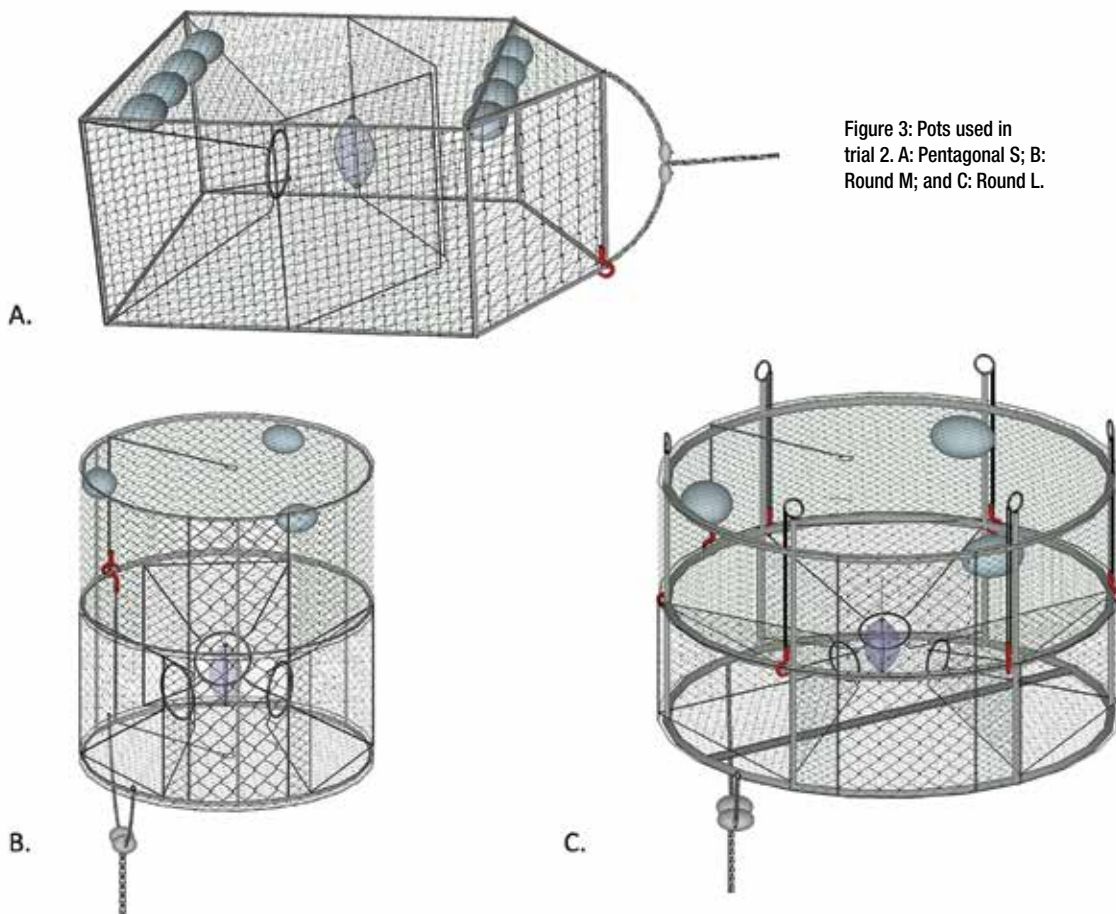 Figure 3: Pots used in
trial 2. A: Pentagonal S; B:
Round M; and C: Round L.
A.
B.
C.